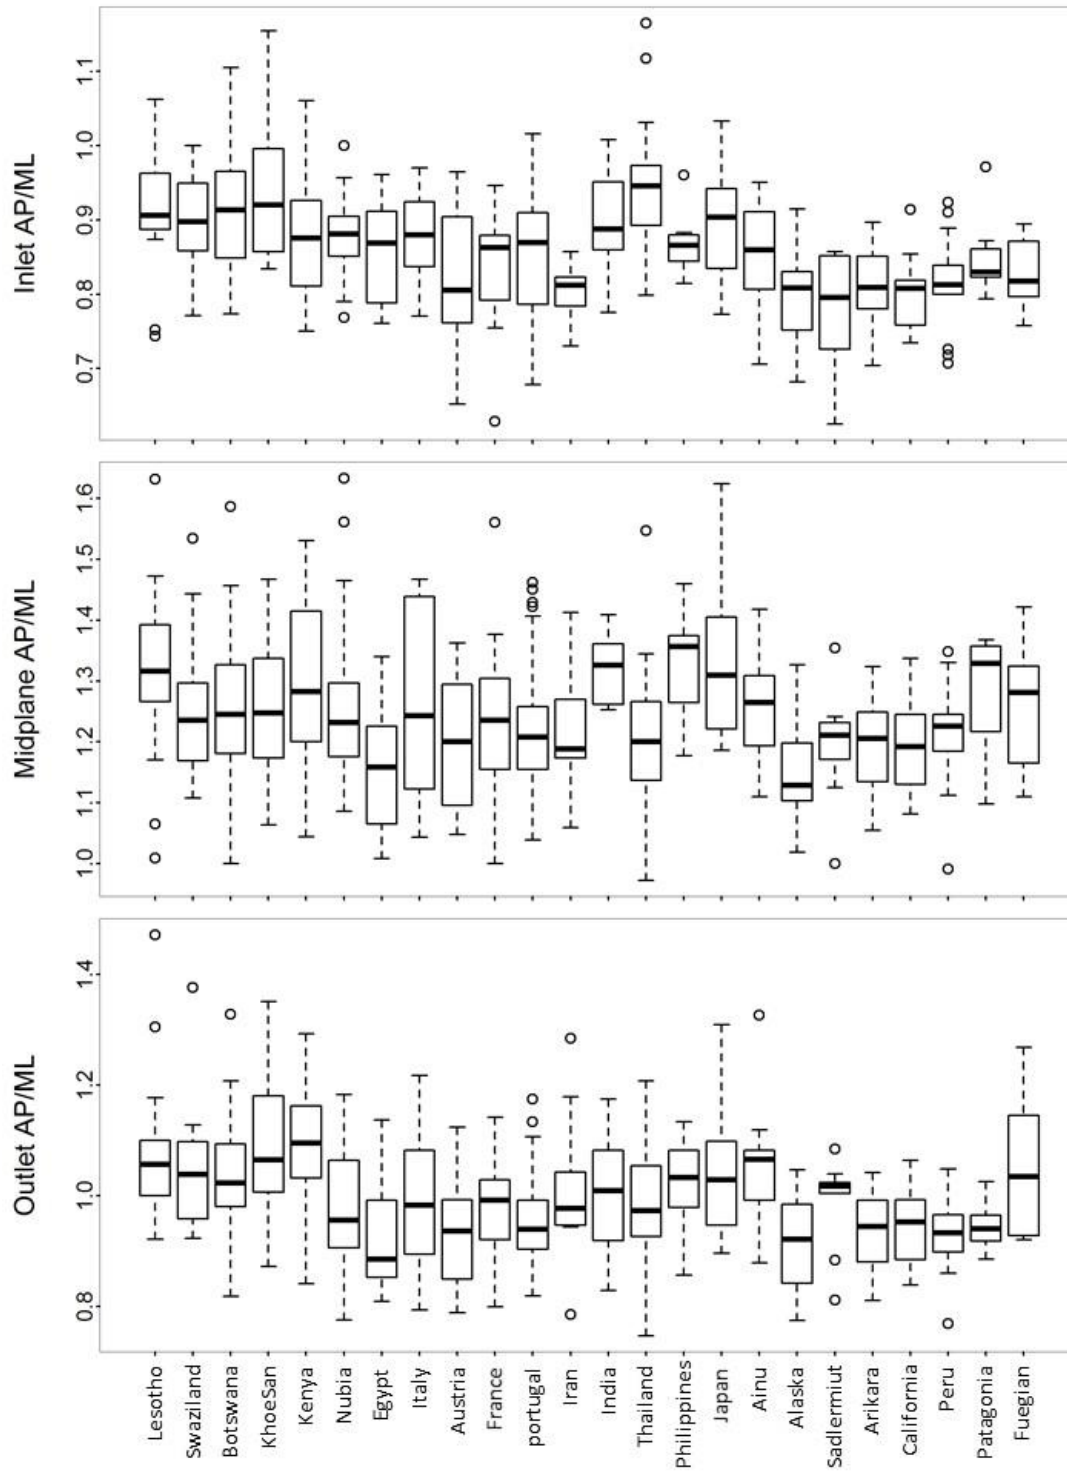 Inlet AP/ML
1.1
1.0
0.9
0.8
0.7
Midplane AP/ML
1.6
1.5
1.4
1.3
1.2
1.1
1.0
Outlet AP/ML
1.4
1.2
1.0
0.8
Lesotho
Swaziland
Botswana
KhoeSan
Kenya
Nubia
Egypt
Italy
Austria
France
portugal
Iran
India
Thailand
Philippines
Japan
Ainu
Alaska
Sadlermiut
Arikara
California
Peru
Patagonia
Fuegian